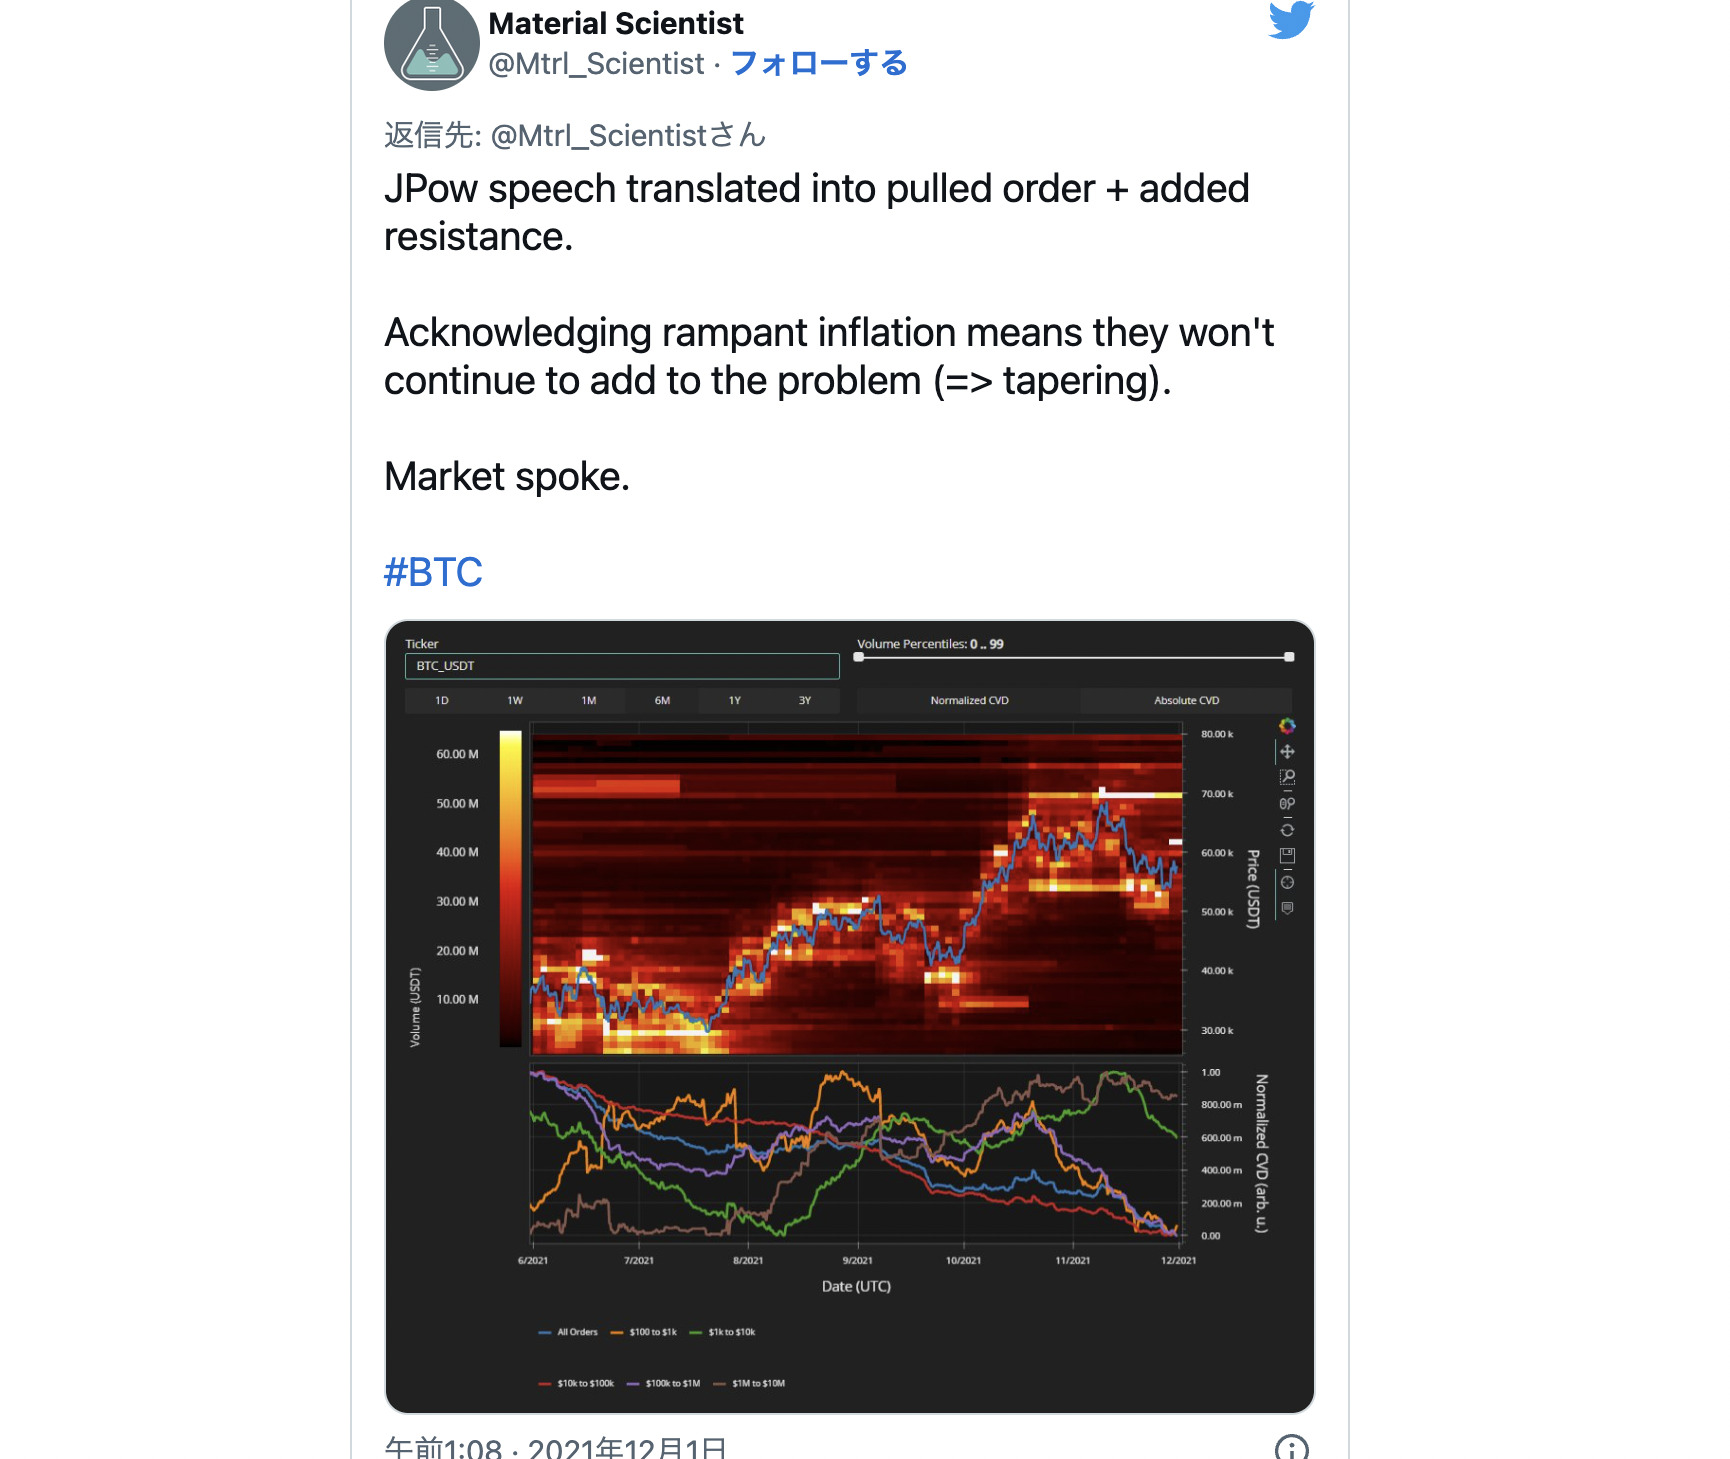 Material Scientist
@Mtrl_Scientist · フォローする
返信先: @Mtrl_Scientistさん
JPow speech translated into pulled order + added
resistance.
Acknowledging rampant inflation means they won't
continue to add to the problem (=> tapering).
Market spoke.
#BTC
Ticker
BTC_USDT
Volume Percentiles: 0 .. 99
1D 1W 1M 6M 1Y 3Y
Normalized CVD Absolute CVD
60.00 M
50.00 M
40.00 M
30.00 M
20.00 M
10.00 M
Volume (USDT)
80.00 k
70.00 k
60.00 k
50.00 k
40.00 k
30.00 k
Price (USDT)
1.00
800.00 m
600.00 m
400.00 m
200.00 m
0.00
Normalized CVD (arb. u.)
6/2021 7/2021 8/2021 9/2021 10/2021 11/2021 12/2021
Date (UTC)
All Orders $100 to $1k $1k to $10k
$10k to $100k $100k to $1M $1M to $10M
午前1:08 · 2021年12月1日